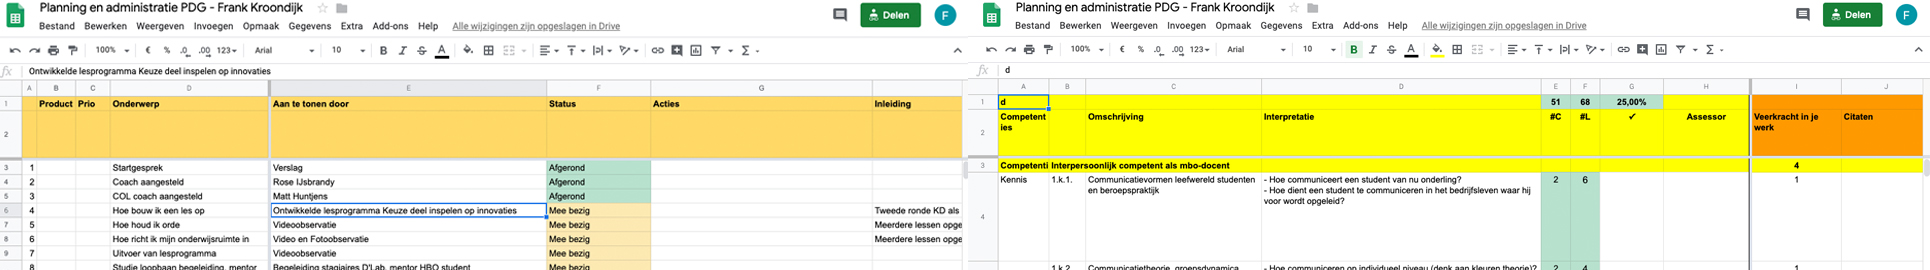 Planning en administratie PDG - Frank Kroondijk
Bestand Bewerken Weergeven Invoegen Opmaak Gegevens Extra Add-ons Help Alle wijzigingen zijn opgeslagen in Drive
Delen
F
100% € % .0 .00 123 Arial 10 B I S A
fx Ontwikkelde lesprogramma Keuze deel inspelen op innovaties
A B C D E F G H
1 Product Prio Onderwerp Aan te tonen door Status Acties Inleiding
2
3 1 Startgesprek Verslag Afgerond
4 2 Coach aangesteld Rose IJsbrandy Afgerond
5 3 COL coach aangesteld Matt Huntjens Afgerond
6 4 Hoe bouw ik een les op Ontwikkelde lesprogramma Keuze deel inspelen op innovaties Mee bezig Tweede ronde KD als
7 5 Hoe houd ik orde Videoobservatie Mee bezig Meerdere lessen opge
8 6 Hoe richt ik mijn onderwijsruimte in Video en Fotoobservatie Mee bezig Meerdere lessen opge
9 7 Uitvoer van lesprogramma Videoobservatie Mee bezig
8 Studie loopbaan begeleiding, mentor Begeleiding stagiaires D'Lab, mentor HBO student Mee bezig
Planning en administratie PDG - Frank Kroondijk
Bestand Bewerken Weergeven Invoegen Opmaak Gegevens Extra Add-ons Help Alle wijzigingen zijn opgeslagen in Drive
Delen
F
100% € % .0 .00 123 Arial 10 B I S A
fx d
A B C D E F G H I J
1 d 51 68 25,00%
2 Competent
ies Omschrijving Interpretatie #C #L ✓ Assessor Veerkracht in je
werk Citaten
3 Competenti Interpersoonlijk competent als mbo-docent 4
4 Kennis 1.k.1. Communicatievormen leefwereld studenten
en beroepspraktijk
- Hoe communiceert een student van nu onderling?
- Hoe dient een student te communiceren in het bedrijfsleven waar hij
voor wordt opgeleid?
2 6 1
1.k.2 Communicatietheorie, groepsdynamica - Hoe communiceren op individueel niveau (denk aan kleuren theorie)? 2 4 1